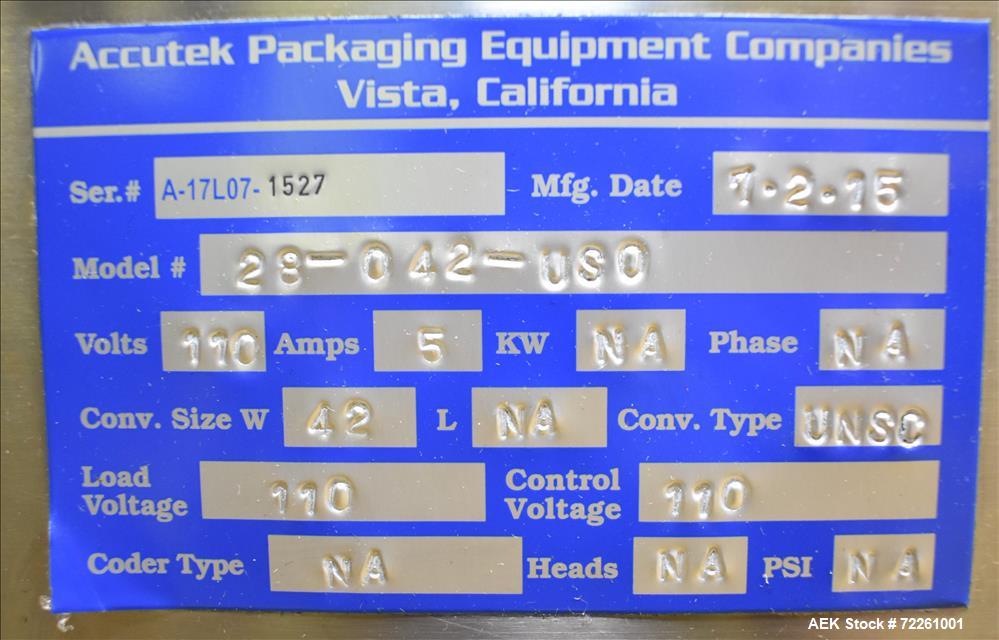 Accutek Packaging Equipment Companies
Vista, California
Ser.# A-17L07-1527 Mfg. Date 1·2·15
Model # 28-042-USO
Volts 110 Amps 5 KW NA Phase NA
Conv. Size W 42 L NA Conv. Type UNSC
Load Voltage 110 Control Voltage 110
Coder Type NA Heads NA PSI NA
AEK Stock # 72261001